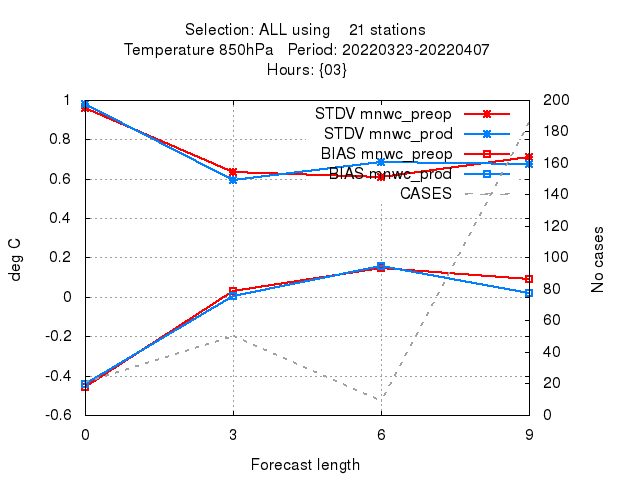 Selection: ALL using    21 stations
Temperature 850hPa   Period: 20220323-20220407
Hours: {03}
STDV mnwc_preop
STDV mnwc_prod
BIAS mnwc_preop
BIAS mnwc_prod
CASES
1
0.8
0.6
0.4
0.2
0
-0.2
-0.4
-0.6
deg C
200
180
160
140
120
100
80
60
40
20
0
No cases
0 3 6 9
Forecast length